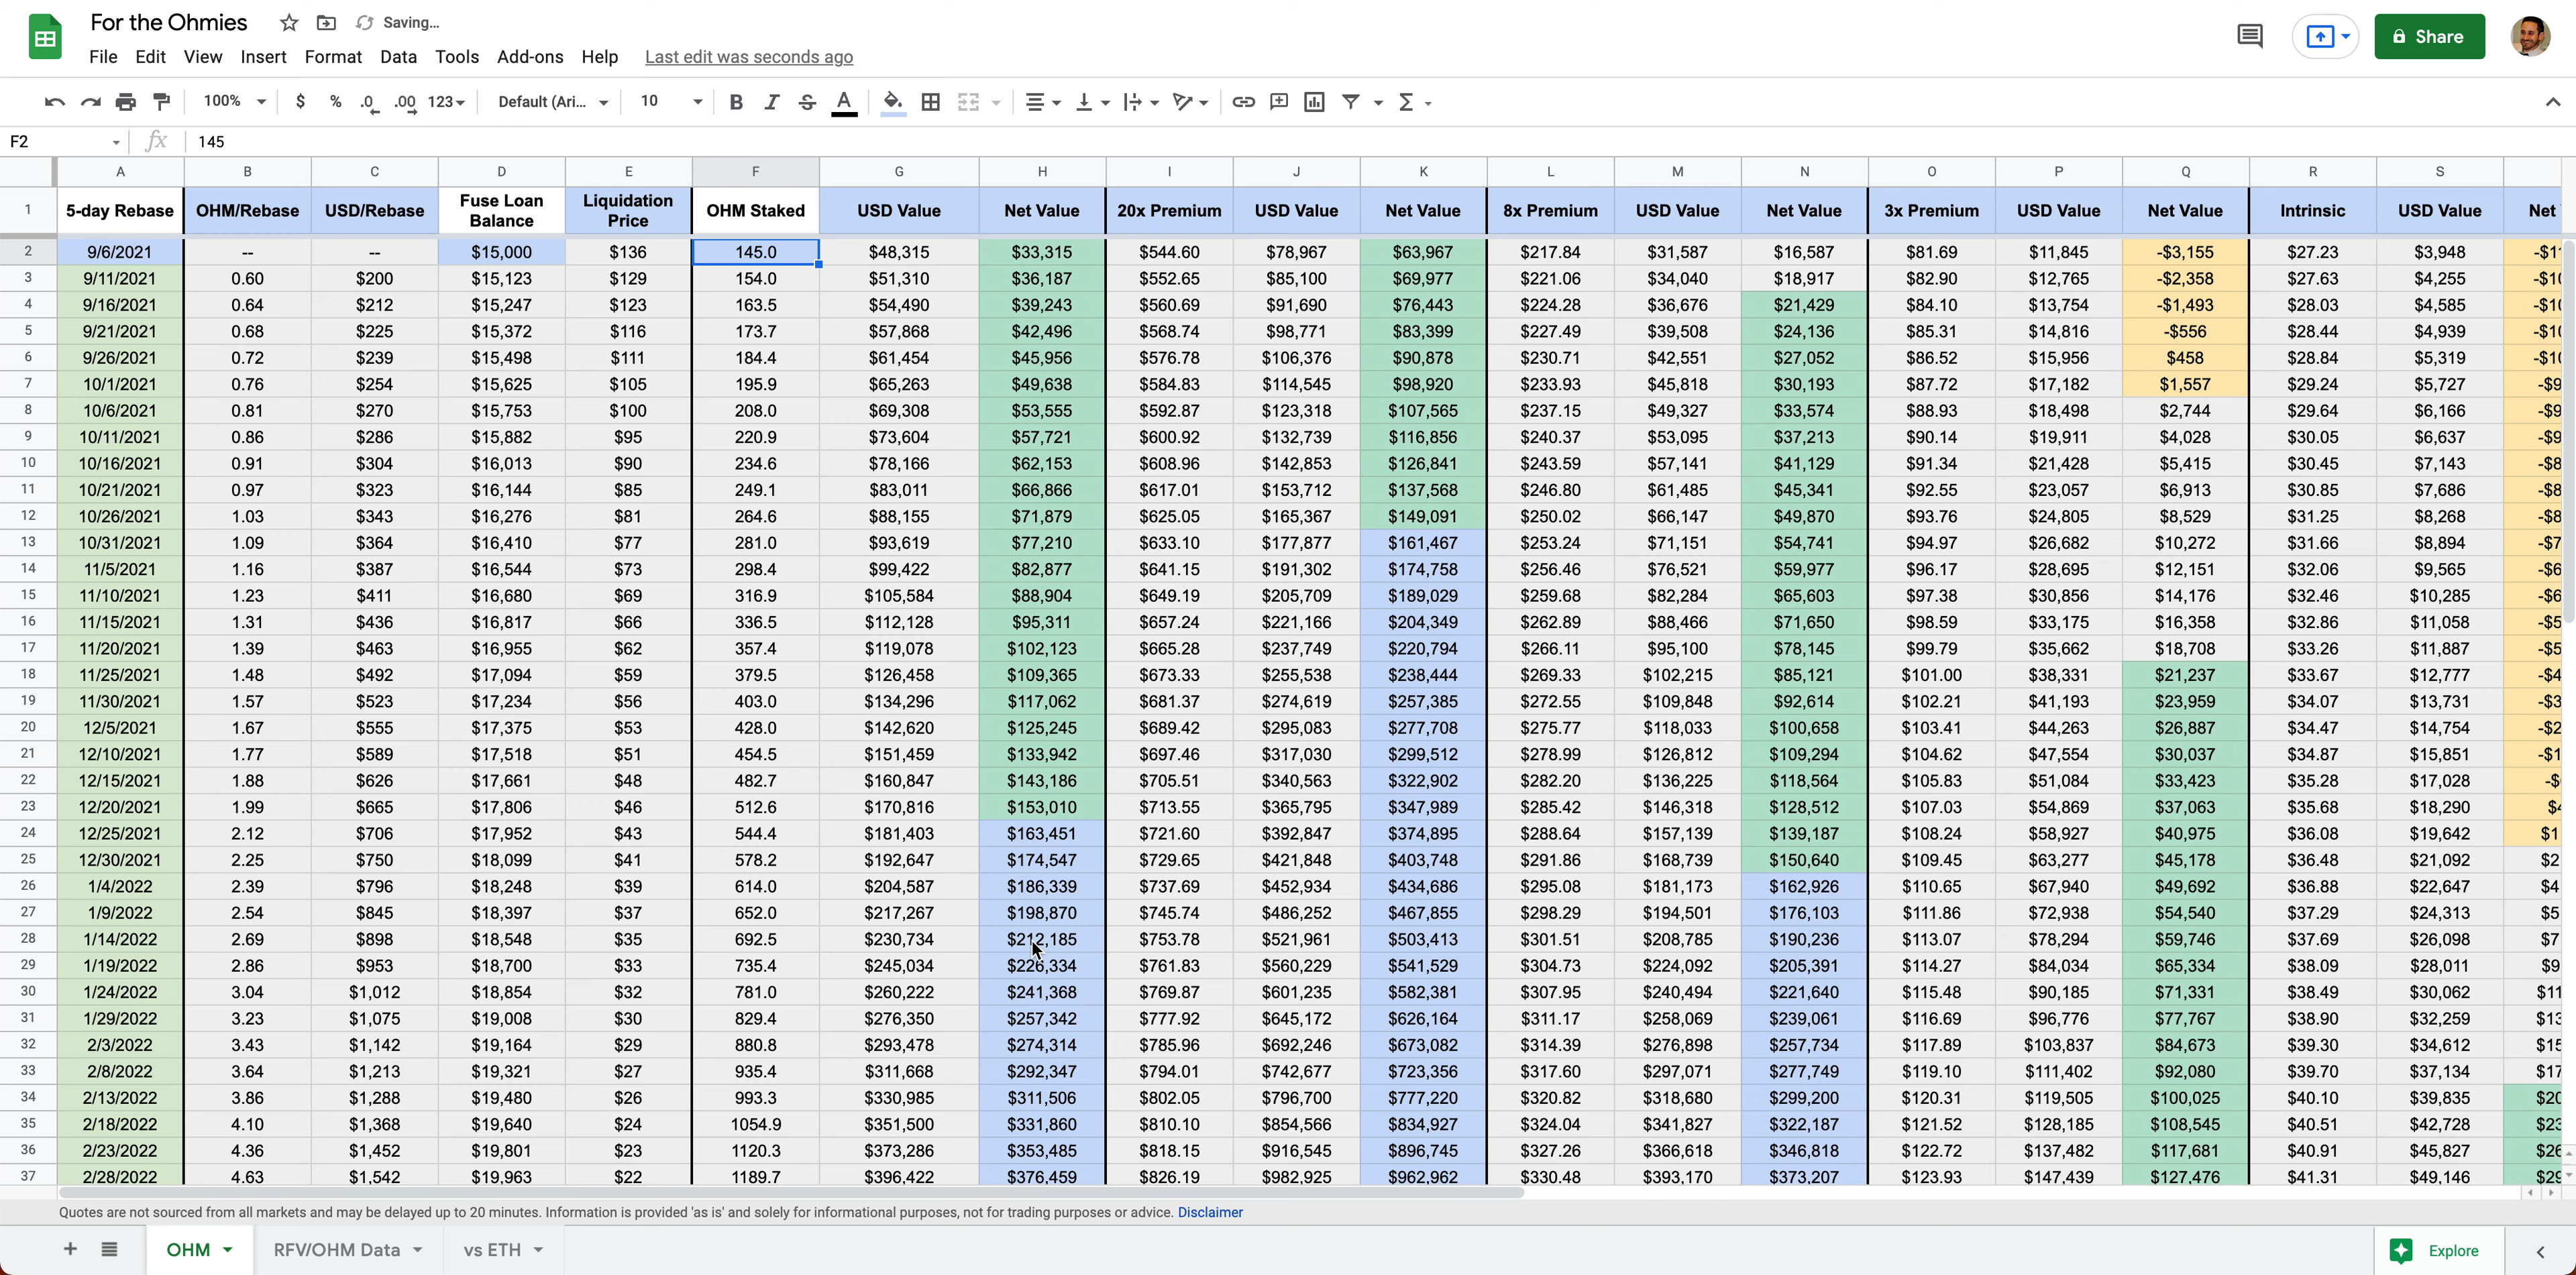 For the Ohmies Saving…
File Edit View Insert Format Data Tools Add-ons Help Last edit was seconds ago
Share
100% $ % .0 .00 123 Default (Ari... 10 B I S A
F2 fx 145
A B C D E F G H I J K L M N O P Q R S
1 5-day Rebase OHM/Rebase USD/Rebase Fuse Loan Balance Liquidation Price OHM Staked USD Value Net Value 20x Premium USD Value Net Value 8x Premium USD Value Net Value 3x Premium USD Value Net Value Intrinsic USD Value Net
2 9/6/2021 -- -- $15,000 $136 145.0 $48,315 $33,315 $544.60 $78,967 $63,967 $217.84 $31,587 $16,587 $81.69 $11,845 -$3,155 $27.23 $3,948
3 9/11/2021 0.60 $200 $15,123 $129 154.0 $51,310 $36,187 $552.65 $85,100 $69,977 $221.06 $34,040 $18,917 $82.90 $12,765 -$2,358 $27.63 $4,255
4 9/16/2021 0.64 $212 $15,247 $123 163.5 $54,490 $39,243 $560.69 $91,690 $76,443 $224.28 $36,676 $21,429 $84.10 $13,754 -$1,493 $28.03 $4,585
5 9/21/2021 0.68 $225 $15,372 $116 173.7 $57,868 $42,496 $568.74 $98,771 $83,399 $227.49 $39,508 $24,136 $85.31 $14,816 -$556 $28.44 $4,939
6 9/26/2021 0.72 $239 $15,498 $111 184.4 $61,454 $45,956 $576.78 $106,376 $90,878 $230.71 $42,551 $27,052 $86.52 $15,956 $458 $28.84 $5,319
7 10/1/2021 0.76 $254 $15,625 $105 195.9 $65,263 $49,638 $584.83 $114,545 $98,920 $233.93 $45,818 $30,193 $87.72 $17,182 $1,557 $29.24 $5,727
8 10/6/2021 0.81 $270 $15,753 $100 208.0 $69,308 $53,555 $592.87 $123,318 $107,565 $237.15 $49,327 $33,574 $88.93 $18,498 $2,744 $29.64 $6,166
9 10/11/2021 0.86 $286 $15,882 $95 220.9 $73,604 $57,721 $600.92 $132,739 $116,856 $240.37 $53,095 $37,213 $90.14 $19,911 $4,028 $30.05 $6,637
10 10/16/2021 0.91 $304 $16,013 $90 234.6 $78,166 $62,153 $608.96 $142,853 $126,841 $243.59 $57,141 $41,129 $91.34 $21,428 $5,415 $30.45 $7,143
11 10/21/2021 0.97 $323 $16,144 $85 249.1 $83,011 $66,866 $617.01 $153,712 $137,568 $246.80 $61,485 $45,341 $92.55 $23,057 $6,913 $30.85 $7,686
12 10/26/2021 1.03 $343 $16,276 $81 264.6 $88,155 $71,879 $625.05 $165,367 $149,091 $250.02 $66,147 $49,870 $93.76 $24,805 $8,529 $31.25 $8,268
13 10/31/2021 1.09 $364 $16,410 $77 281.0 $93,619 $77,210 $633.10 $177,877 $161,467 $253.24 $71,151 $54,741 $94.97 $26,682 $10,272 $31.66 $8,894
14 11/5/2021 1.16 $387 $16,544 $73 298.4 $99,422 $82,877 $641.15 $191,302 $174,758 $256.46 $76,521 $59,977 $96.17 $28,695 $12,151 $32.06 $9,565
15 11/10/2021 1.23 $411 $16,680 $69 316.9 $105,584 $88,904 $649.19 $205,709 $189,029 $259.68 $82,284 $65,603 $97.38 $30,856 $14,176 $32.46 $10,285
16 11/15/2021 1.31 $436 $16,817 $66 336.5 $112,128 $95,311 $657.24 $221,166 $204,349 $262.89 $88,466 $71,650 $98.59 $33,175 $16,358 $32.86 $11,058
17 11/20/2021 1.39 $463 $16,955 $62 357.4 $119,078 $102,123 $665.28 $237,749 $220,794 $266.11 $95,100 $78,145 $99.79 $35,662 $18,708 $33.26 $11,887
18 11/25/2021 1.48 $492 $17,094 $59 379.5 $126,458 $109,365 $673.33 $255,538 $238,444 $269.33 $102,215 $85,121 $101.00 $38,331 $21,237 $33.67 $12,777
19 11/30/2021 1.57 $523 $17,234 $56 403.0 $134,296 $117,062 $681.37 $274,619 $257,385 $272.55 $109,848 $92,614 $102.21 $41,193 $23,959 $34.07 $13,731
20 12/5/2021 1.67 $555 $17,375 $53 428.0 $142,620 $125,245 $689.42 $295,083 $277,708 $275.77 $118,033 $100,658 $103.41 $44,263 $26,887 $34.47 $14,754
21 12/10/2021 1.77 $589 $17,518 $51 454.5 $151,459 $133,942 $697.46 $317,030 $299,512 $278.99 $126,812 $109,294 $104.62 $47,554 $30,037 $34.87 $15,851
22 12/15/2021 1.88 $626 $17,661 $48 482.7 $160,847 $143,186 $705.51 $340,563 $322,902 $282.20 $136,225 $118,564 $105.83 $51,084 $33,423 $35.28 $17,028
23 12/20/2021 1.99 $665 $17,806 $46 512.6 $170,816 $153,010 $713.55 $365,795 $347,989 $285.42 $146,318 $128,512 $107.03 $54,869 $37,063 $35.68 $18,290
24 12/25/2021 2.12 $706 $17,952 $43 544.4 $181,403 $163,451 $721.60 $392,847 $374,895 $288.64 $157,139 $139,187 $108.24 $58,927 $40,975 $36.08 $19,642
25 12/30/2021 2.25 $750 $18,099 $41 578.2 $192,647 $174,547 $729.65 $421,848 $403,748 $291.86 $168,739 $150,640 $109.45 $63,277 $45,178 $36.48 $21,092
26 1/4/2022 2.39 $796 $18,248 $39 614.0 $204,587 $186,339 $737.69 $452,934 $434,686 $295.08 $181,173 $162,926 $110.65 $67,940 $49,692 $36.88 $22,647
27 1/9/2022 2.54 $845 $18,397 $37 652.0 $217,267 $198,870 $745.74 $486,252 $467,855 $298.29 $194,501 $176,103 $111.86 $72,938 $54,540 $37.29 $24,313
28 1/14/2022 2.69 $898 $18,548 $35 692.5 $230,734 $212,185 $753.78 $521,961 $503,413 $301.51 $208,785 $190,236 $113.07 $78,294 $59,746 $37.69 $26,098
29 1/19/2022 2.86 $953 $18,700 $33 735.4 $245,034 $226,334 $761.83 $560,229 $541,529 $304.73 $224,092 $205,391 $114.27 $84,034 $65,334 $38.09 $28,011
30 1/24/2022 3.04 $1,012 $18,854 $32 781.0 $260,222 $241,368 $769.87 $601,235 $582,381 $307.95 $240,494 $221,640 $115.48 $90,185 $71,331 $38.49 $30,062
31 1/29/2022 3.23 $1,075 $19,008 $30 829.4 $276,350 $257,342 $777.92 $645,172 $626,164 $311.17 $258,069 $239,061 $116.69 $96,776 $77,767 $38.90 $32,259
32 2/3/2022 3.43 $1,142 $19,164 $29 880.8 $293,478 $274,314 $785.96 $692,246 $673,082 $314.39 $276,898 $257,734 $117.89 $103,837 $84,673 $39.30 $34,612
33 2/8/2022 3.64 $1,213 $19,321 $27 935.4 $311,668 $292,347 $794.01 $742,677 $723,356 $317.60 $297,071 $277,749 $119.10 $111,402 $92,080 $39.70 $37,134
34 2/13/2022 3.86 $1,288 $19,480 $26 993.3 $330,985 $311,506 $802.05 $796,700 $777,220 $320.82 $318,680 $299,200 $120.31 $119,505 $100,025 $40.10 $39,835
35 2/18/2022 4.10 $1,368 $19,640 $24 1054.9 $351,500 $331,860 $810.10 $854,566 $834,927 $324.04 $341,827 $322,187 $121.52 $128,185 $108,545 $40.51 $42,728
36 2/23/2022 4.36 $1,452 $19,801 $23 1120.3 $373,286 $353,485 $818.15 $916,545 $896,745 $327.26 $366,618 $346,818 $122.72 $137,482 $117,681 $40.91 $45,827
37 2/28/2022 4.63 $1,542 $19,963 $22 1189.7 $396,422 $376,459 $826.19 $982,925 $962,962 $330.48 $393,170 $373,207 $123.93 $147,439 $127,476 $41.31 $49,146
Quotes are not sourced from all markets and may be delayed up to 20 minutes. Information is provided 'as is' and solely for informational purposes, not for trading purposes or advice. Disclaimer
OHM RFV/OHM Data vs ETH Explore